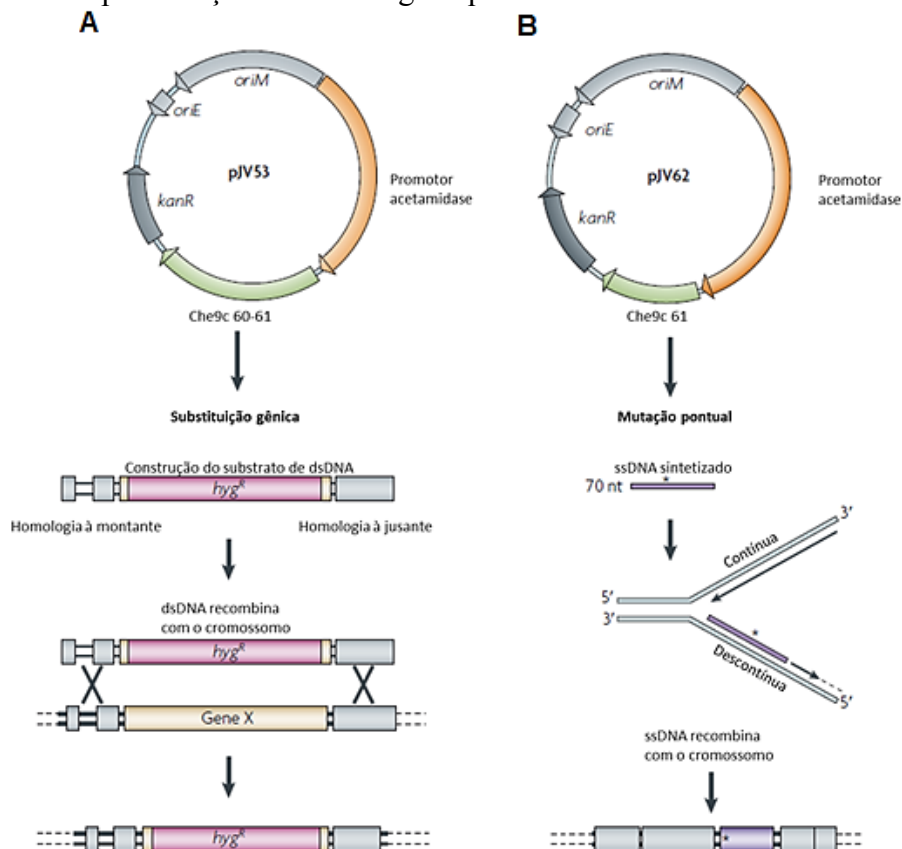 A
oriM
oriE
pJV53
kanR
Promotor
acetamidase
Che9c 60-61
Substituição gênica
Construção do substrato de dsDNA
hygR
Homologia à montante
Homologia à jusante
dsDNA recombina
com o cromossomo
hygR
Gene X
hygR
B
oriM
oriE
pJV62
kanR
Promotor
acetamidase
Che9c 61
Mutação pontual
ssDNA sintetizado
*
70 nt
3'
Contínua
5'
3'
*
Descontínua
5'
ssDNA recombina
com o cromossomo
*